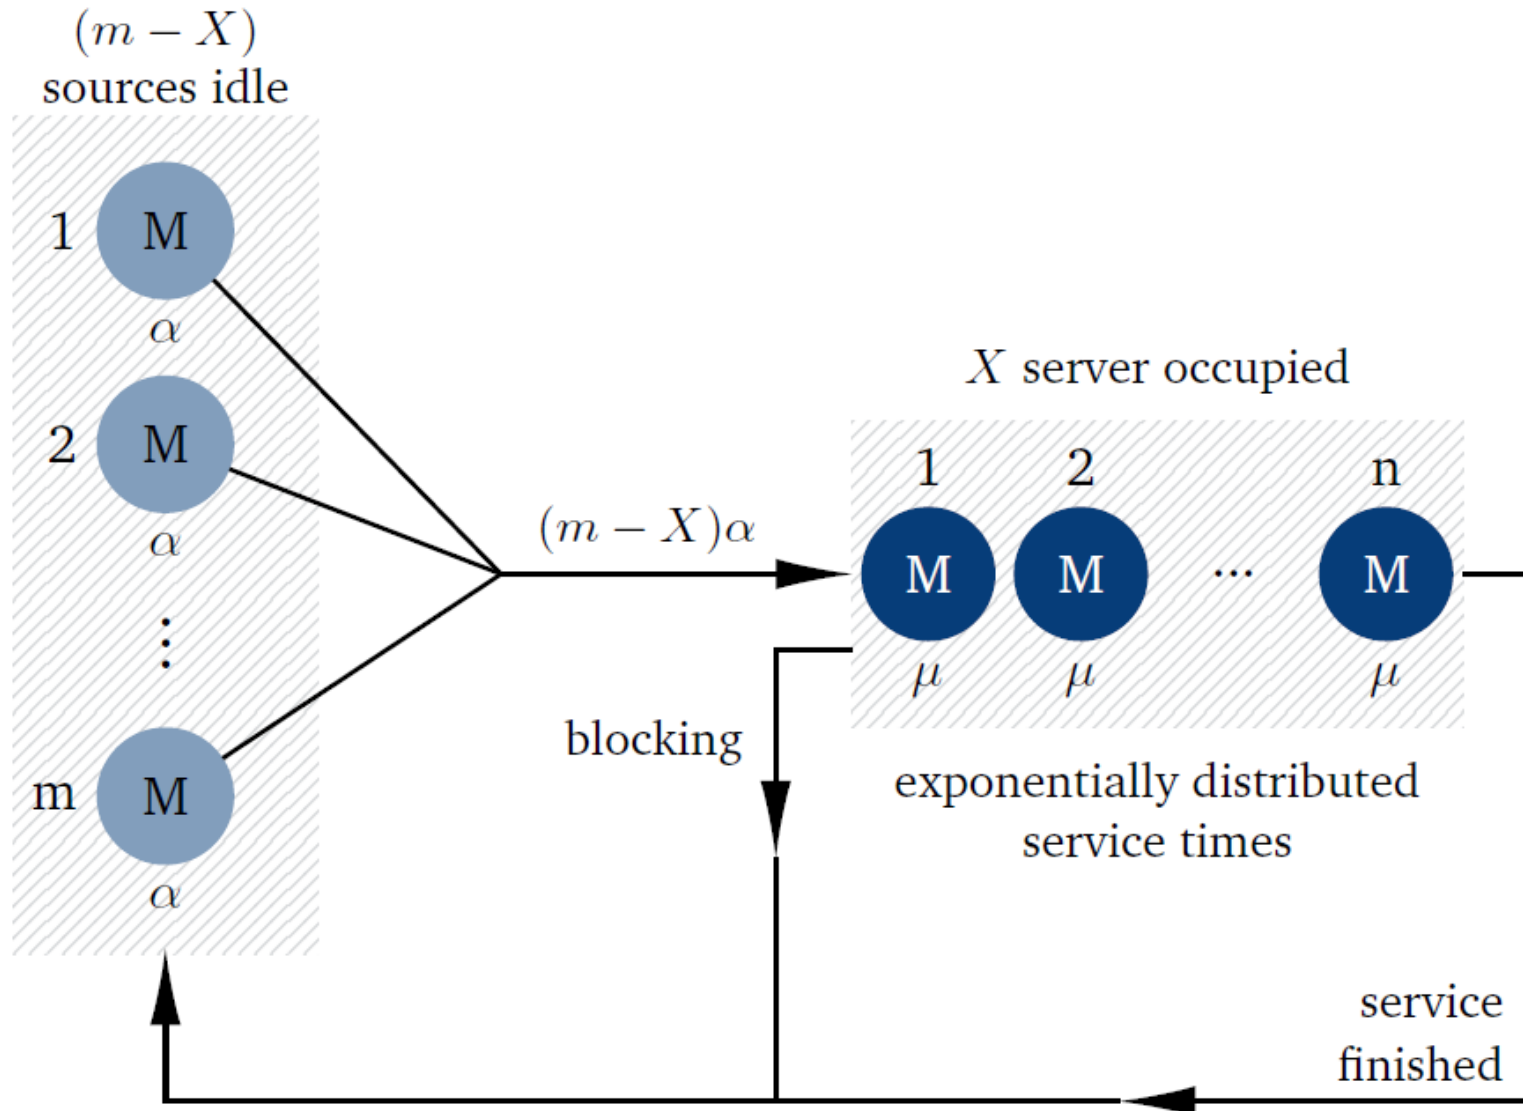 (m − X)
sources idle
1 M
α
2 M
α
⋮
m M
α
(m − X)α
X server occupied
1 2 n
M M ... M
μ μ μ
blocking
exponentially distributed
service times
service
finished